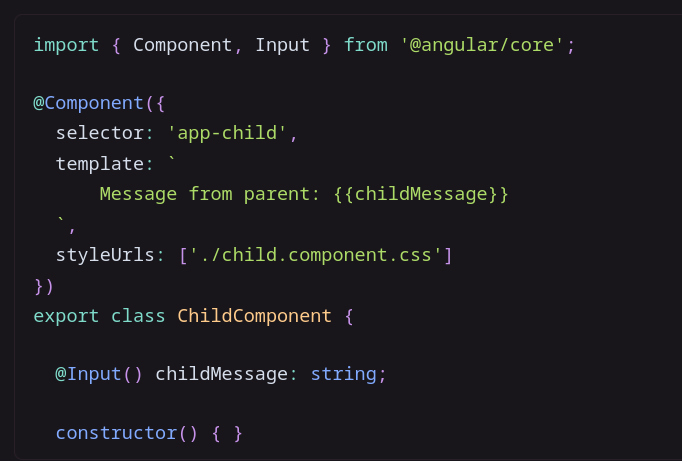 import { Component, Input } from '@angular/core';
@Component({
  selector: 'app-child',
  template: `
      Message from parent: {{childMessage}}
  `,
  styleUrls: ['./child.component.css']
})
export class ChildComponent {
  @Input() childMessage: string;
  constructor() { }